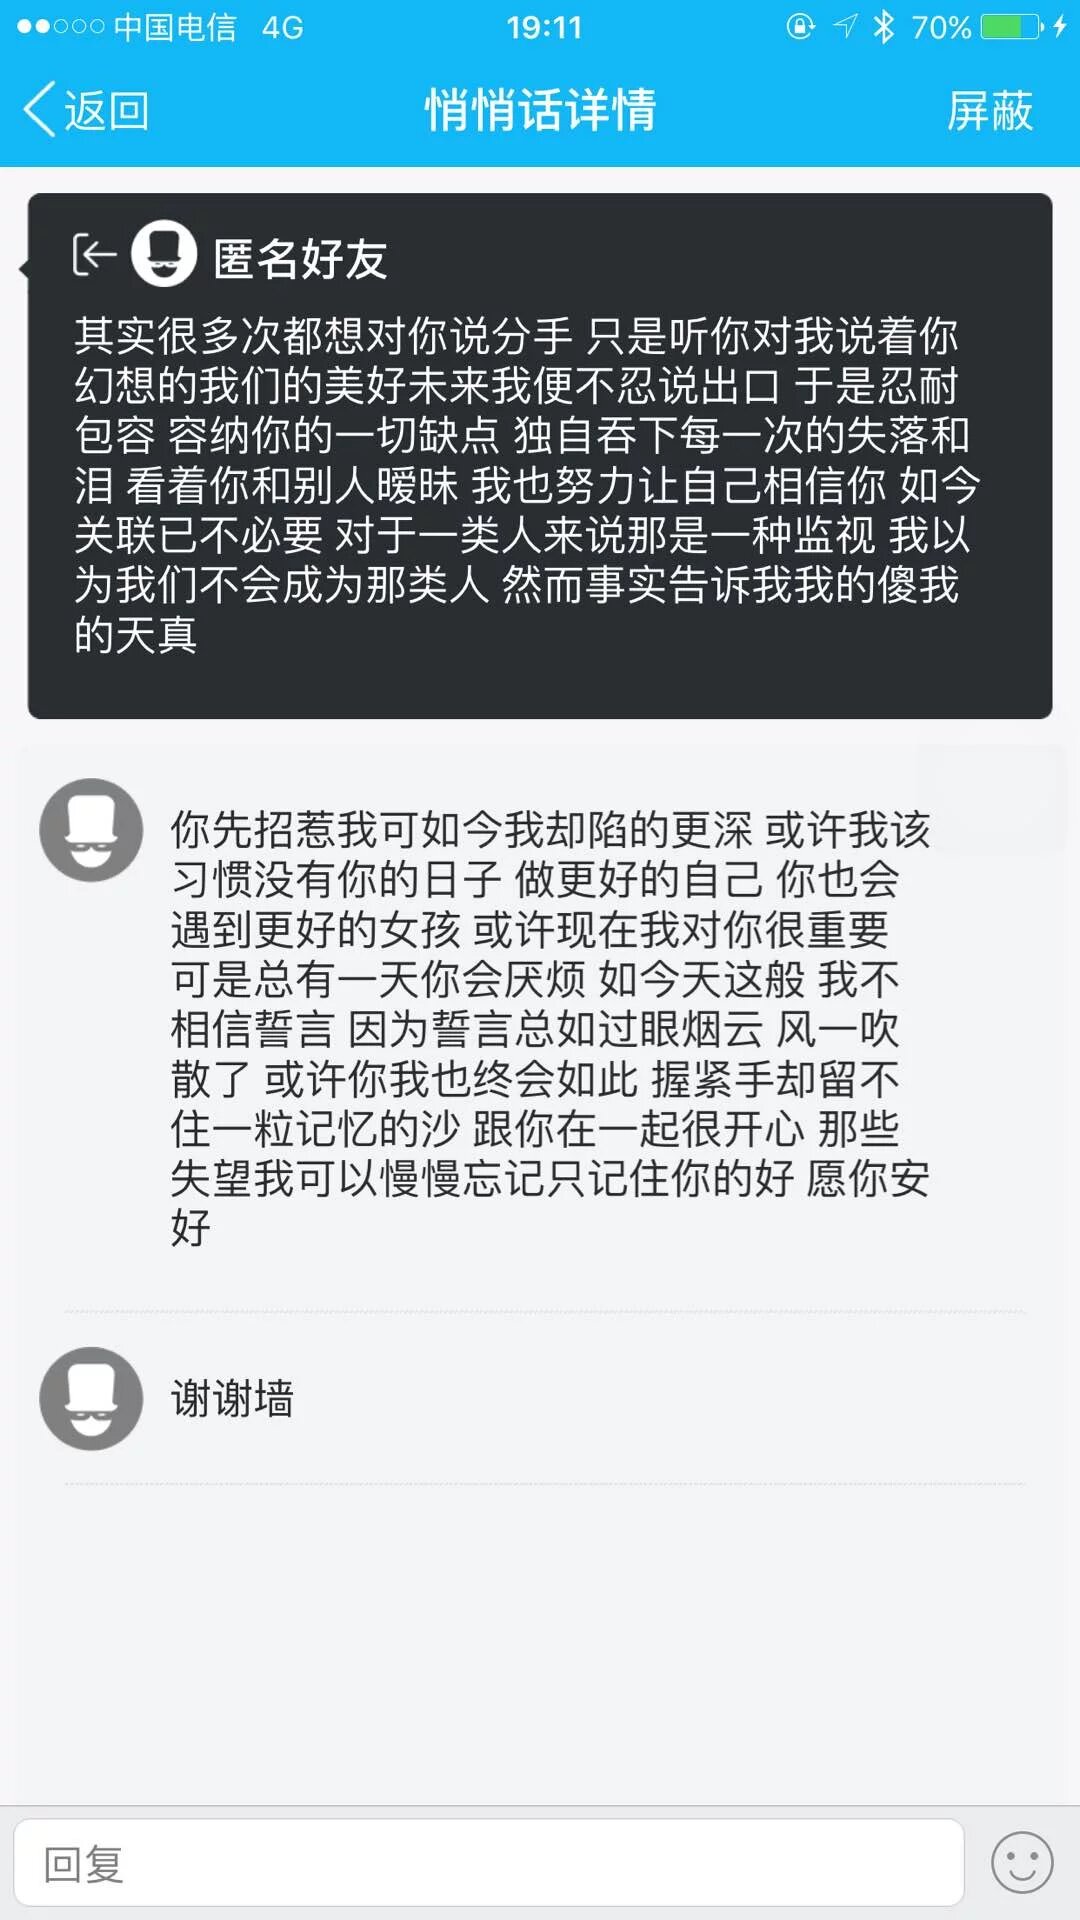 中国电信 4G 19:11 70%
返回 悄悄话详情 屏蔽
匿名好友
其实很多次都想对你说分手 只是听你对我说着你
幻想的我们的美好未来我便不忍说出口 于是忍耐
包容 容纳你的一切缺点 独自吞下每一次的失落和
泪 看着你和别人暧昧 我也努力让自己相信你 如今
关联已不必要 对于一类人来说那是一种监视 我以
为我们不会成为那类人 然而事实告诉我我的傻我
的天真
你先招惹我可如今我却陷的更深 或许我该
习惯没有你的日子 做更好的自己 你也会
遇到更好的女孩 或许现在我对你很重要
可是总有一天你会厌烦 如今天这般 我不
相信誓言 因为誓言总如过眼烟云 风一吹
散了 或许你我也终会如此 握紧手却留不
住一粒记忆的沙 跟你在一起很开心 那些
失望我可以慢慢忘记只记住你的好 愿你安
好
谢谢墙
回复